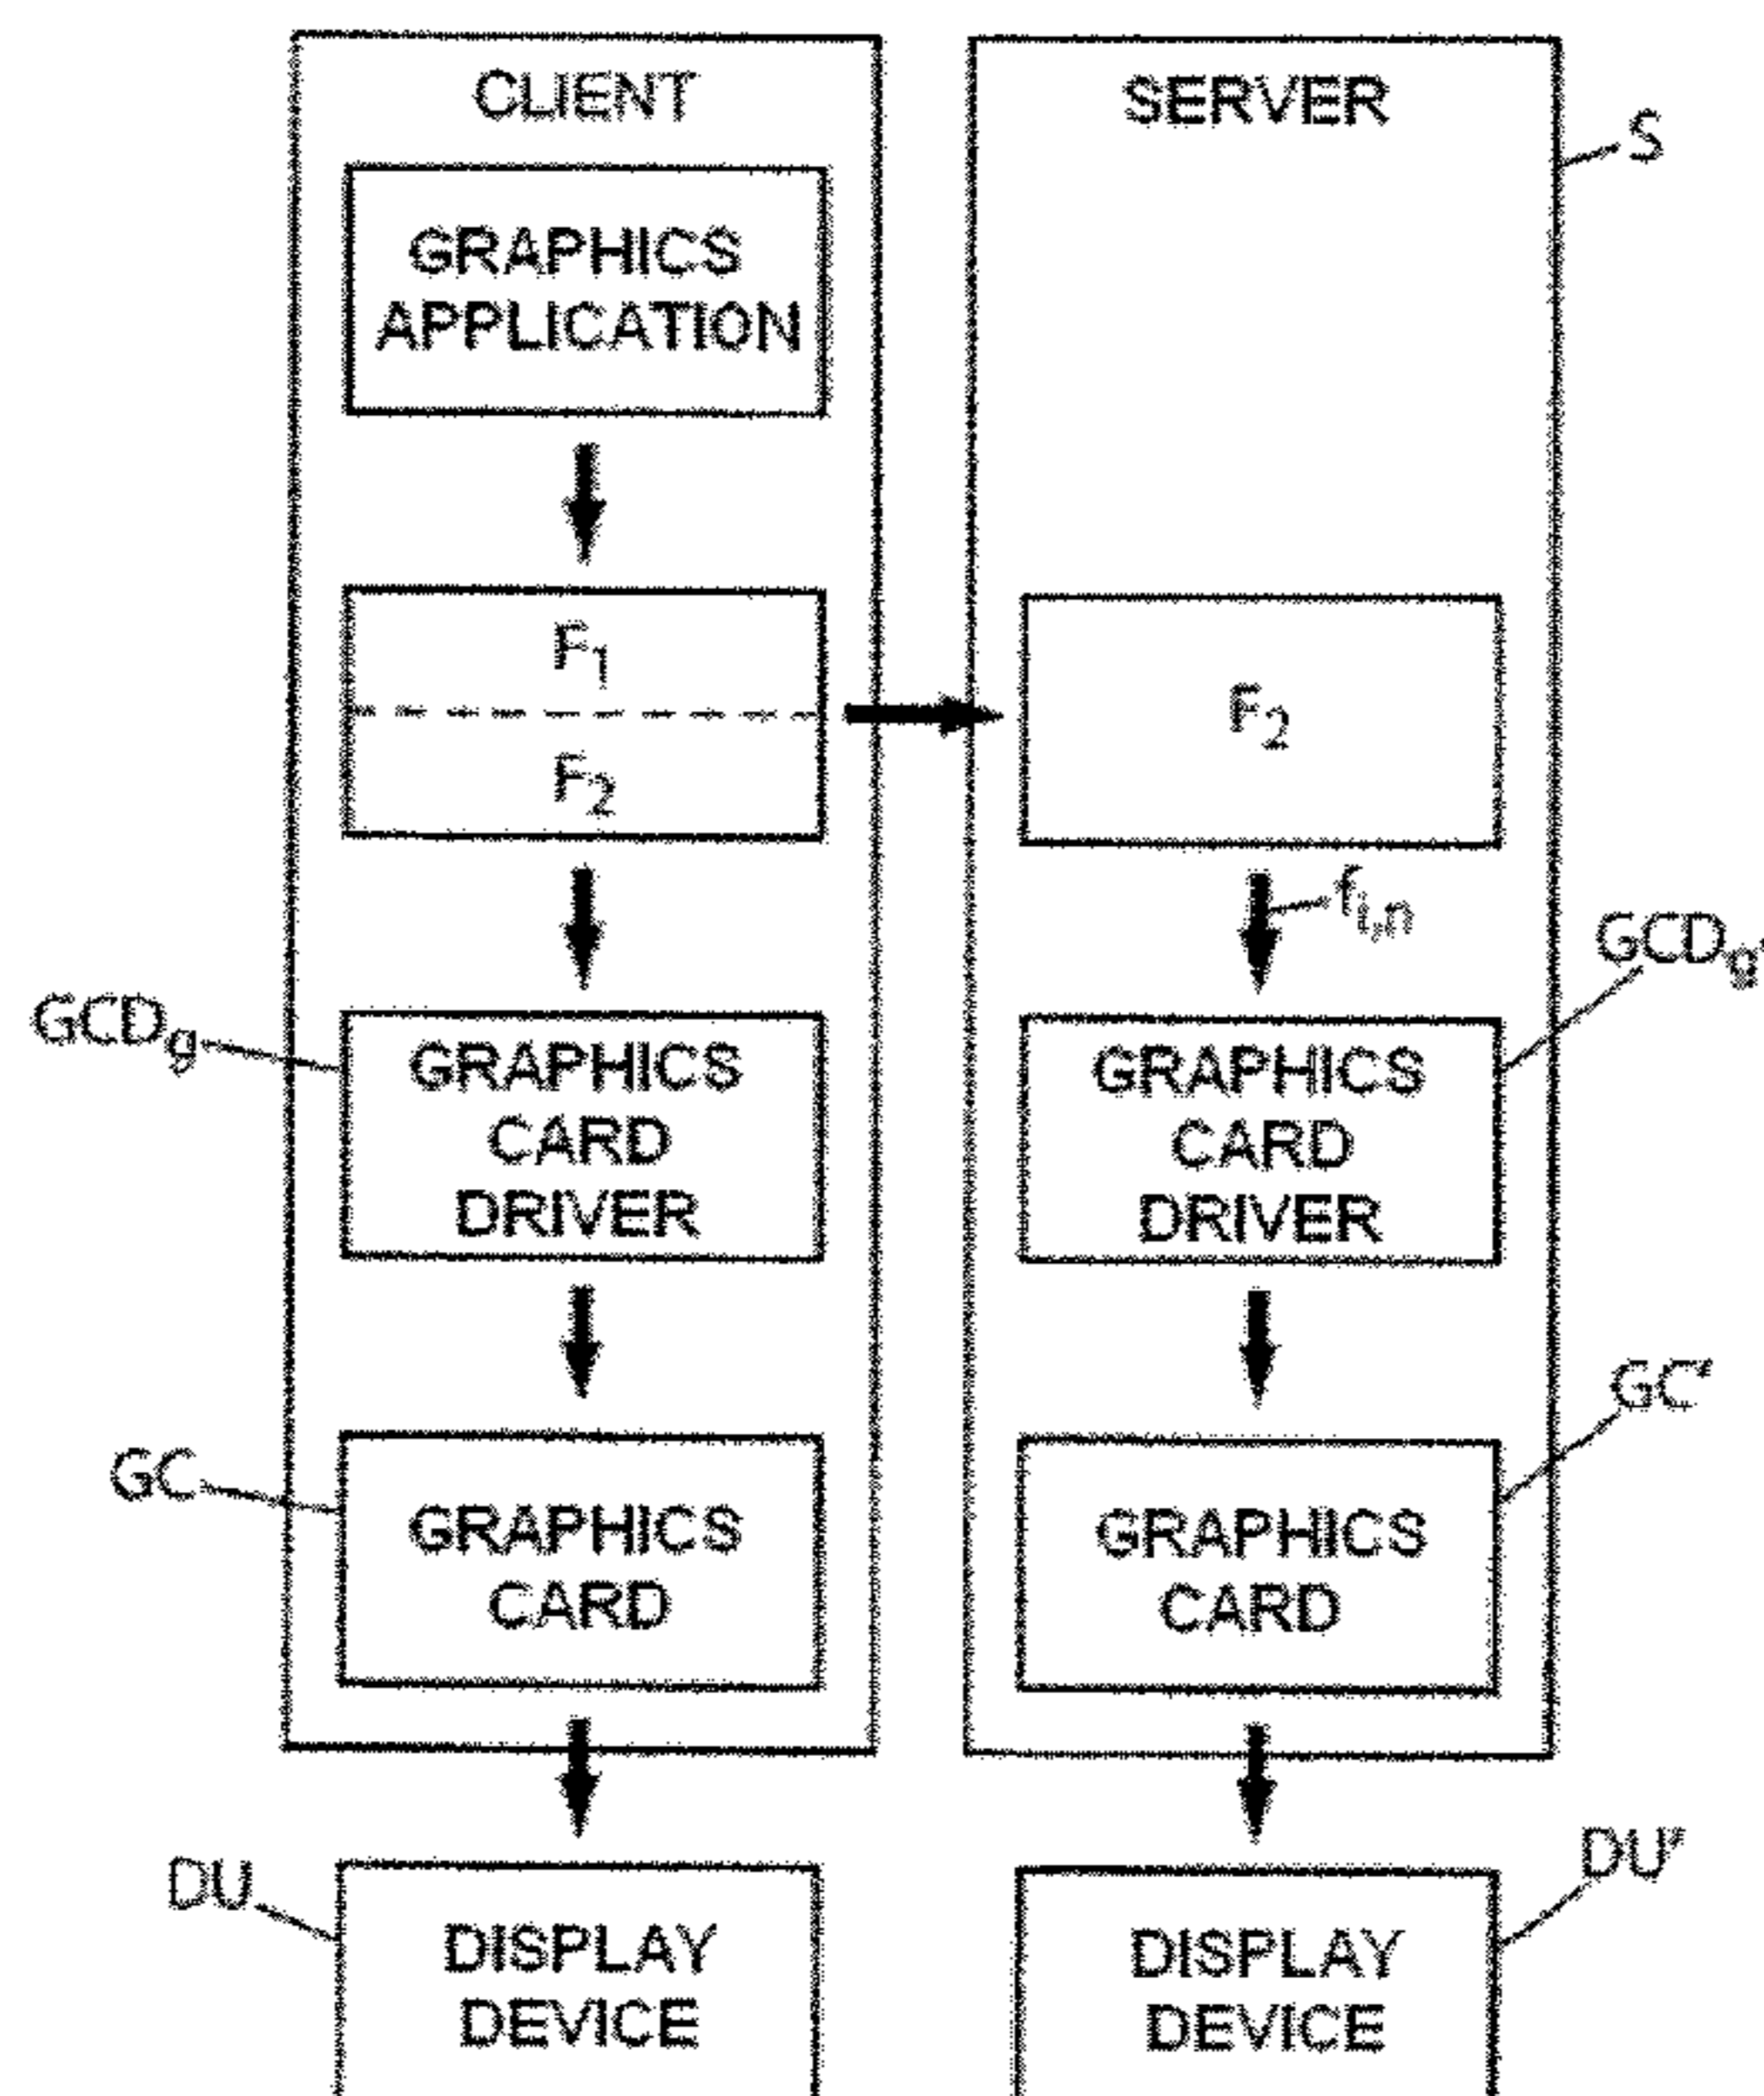 CLIENT
GRAPHICS
APPLICATION
F1
F2
GCDg
GRAPHICS
CARD
DRIVER
GC
GRAPHICS
CARD
DU
DISPLAY
DEVICE
SERVER
S
F2
fi,n
GCDg'
GRAPHICS
CARD
DRIVER
GC'
GRAPHICS
CARD
DU'
DISPLAY
DEVICE